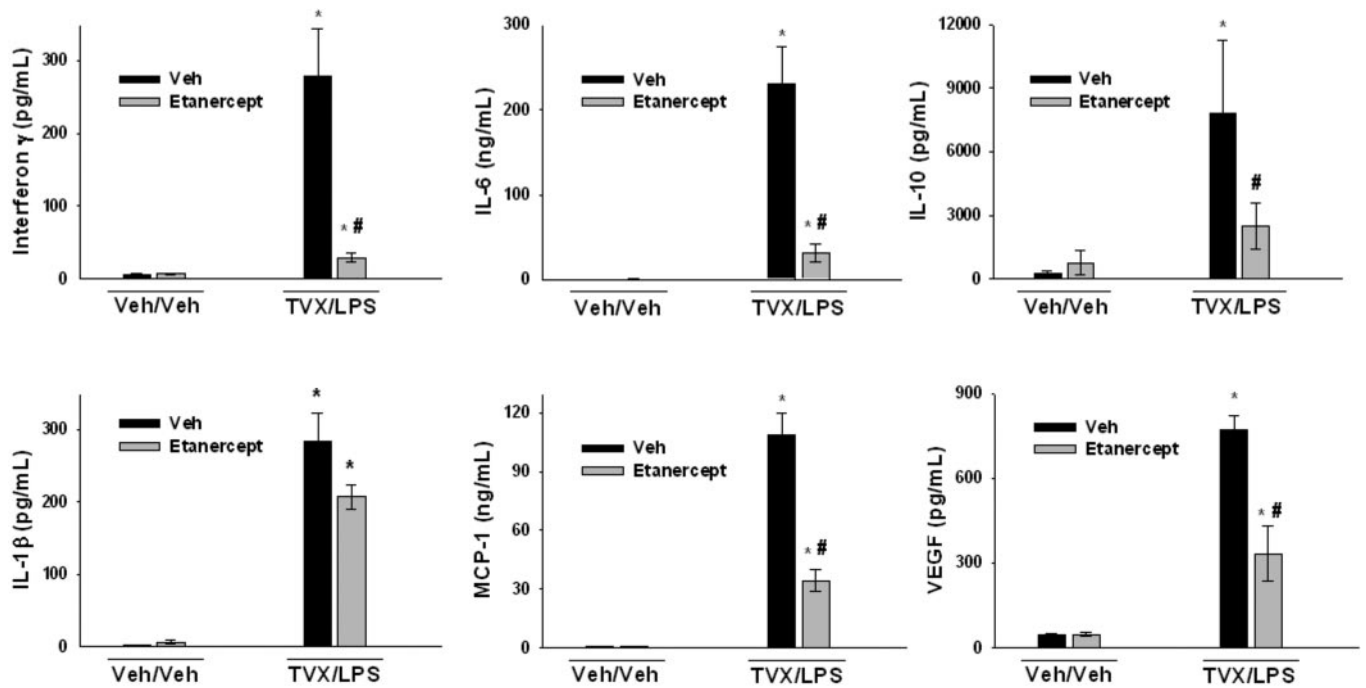 Interferon γ (pg/mL)
300
200
100
0
Veh
Etanercept
*
* #
Veh/Veh
TVX/LPS
IL-6 (ng/mL)
300
200
100
0
Veh
Etanercept
*
* #
Veh/Veh
TVX/LPS
IL-10 (pg/mL)
12000
9000
6000
3000
0
Veh
Etanercept
*
#
Veh/Veh
TVX/LPS
IL-1β (pg/mL)
300
200
100
0
Veh
Etanercept
*
*
Veh/Veh
TVX/LPS
MCP-1 (ng/mL)
120
90
60
30
0
Veh
Etanercept
*
* #
Veh/Veh
TVX/LPS
VEGF (pg/mL)
900
600
300
0
Veh
Etanercept
*
* #
Veh/Veh
TVX/LPS